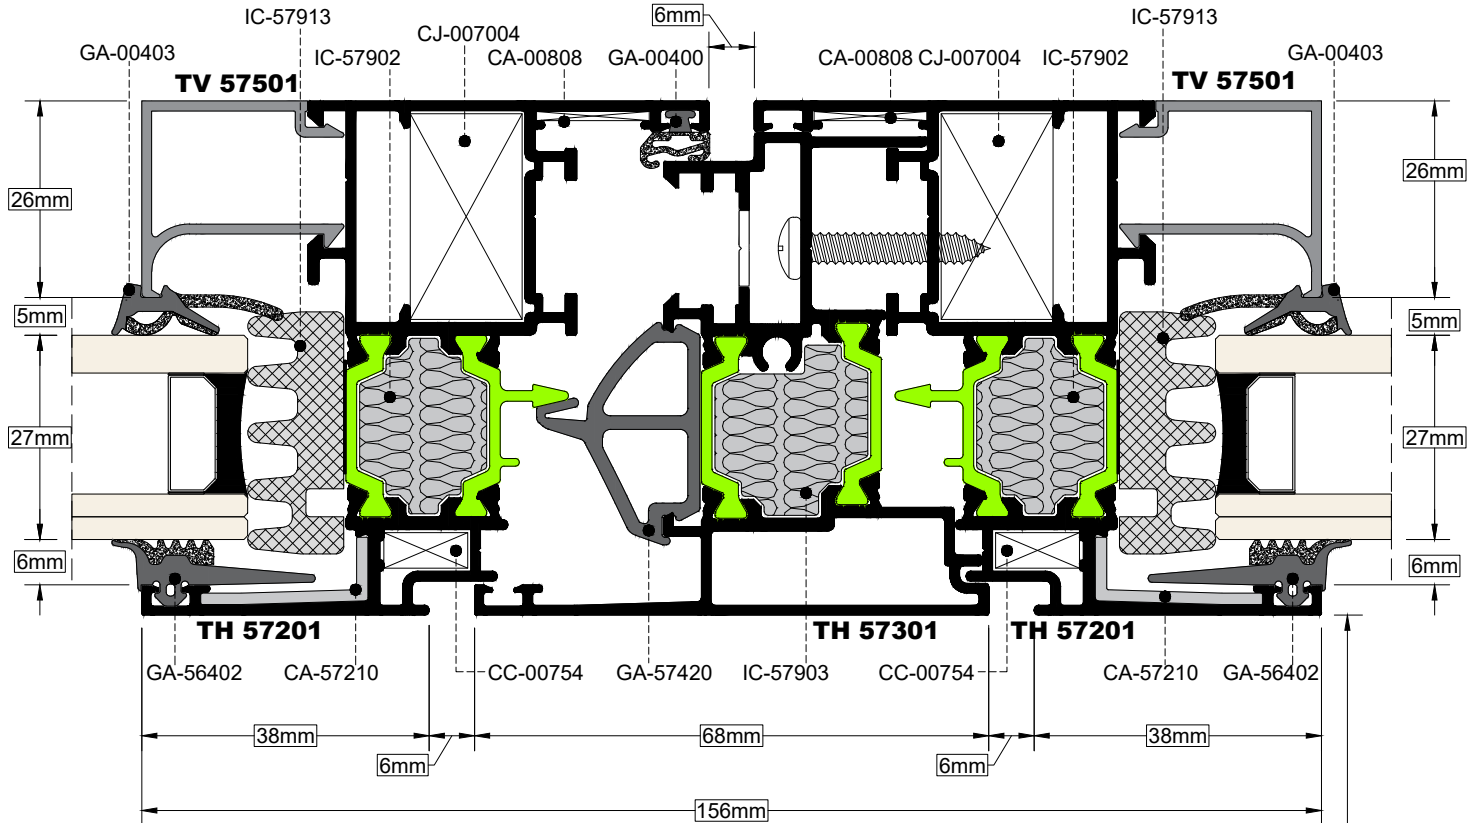 IC-57913
6mm
IC-57913
CJ-007004
GA-00403
IC-57902
CA-00808
GA-00400
CA-00808
CJ-007004
IC-57902
GA-00403
TV 57501
TV 57501
26mm
26mm
5mm
5mm
27mm
27mm
6mm
6mm
TH 57201
TH 57301
TH 57201
GA-56402
CA-57210
CC-00754
GA-57420
IC-57903
CC-00754
CA-57210
GA-56402
38mm
68mm
38mm
6mm
6mm
156mm